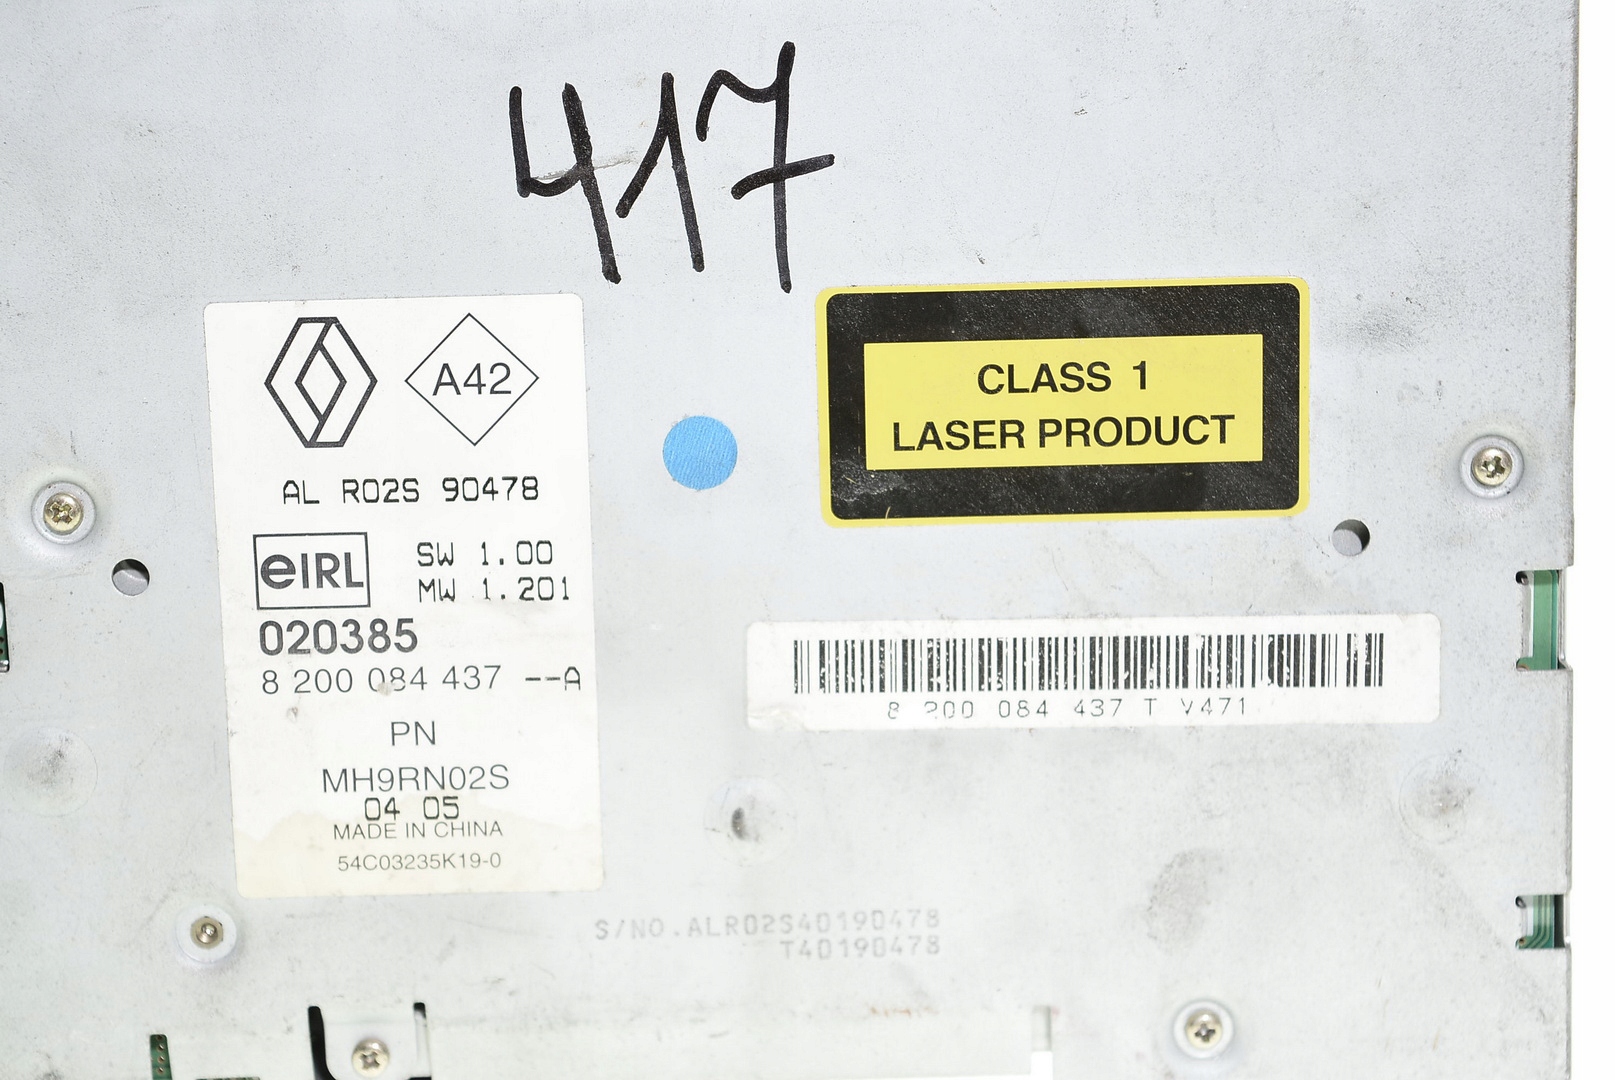 417
A42
AL R02S 90478
eIRL
SW 1.00
MW 1.201
020385
8 200 084 437 --A
PN
MH9RN02S
04 05
MADE IN CHINA
54C03235K19-0
CLASS 1
LASER PRODUCT
8 200 084 437 T V471
S/NO.ALR02S40190478
T40190478